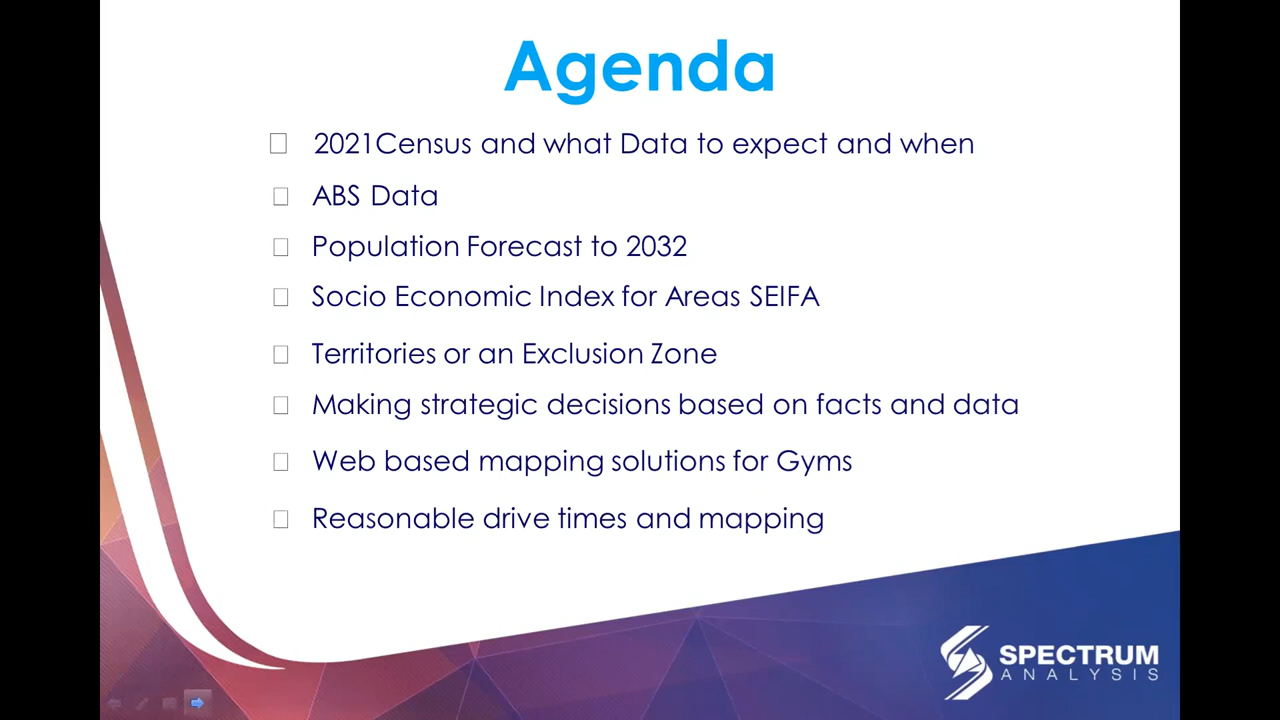 Agenda
2021Census and what Data to expect and when
ABS Data
Population Forecast to 2032
Socio Economic Index for Areas SEIFA
Territories or an Exclusion Zone
Making strategic decisions based on facts and data
Web based mapping solutions for Gyms
Reasonable drive times and mapping
SPECTRUM
ANALYSIS